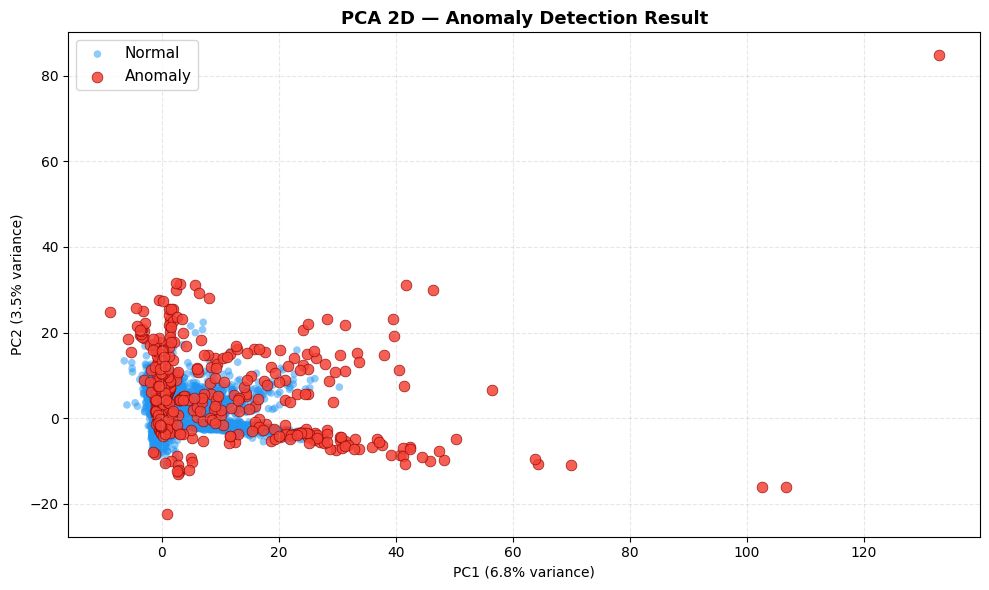 PCA 2D — Anomaly Detection Result
Normal
Anomaly
PC2 (3.5% variance)
80
60
40
20
0
−20
0 20 40 60 80 100 120
PC1 (6.8% variance)